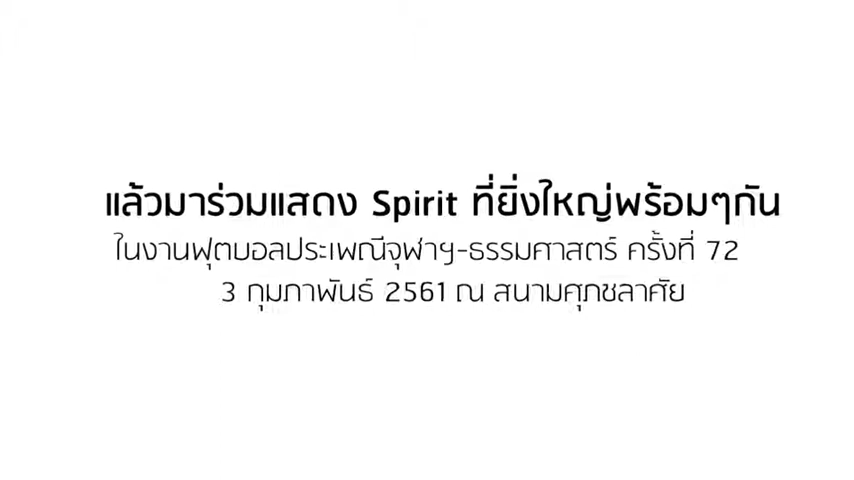 แล้วมาร่วมแสดง Spirit ที่ยิ่งใหญ่พร้อมๆกัน
ในงานฟุตบอลประเพณีจุฬาฯ-ธรรมศาสตร์ ครั้งที่ 72
3 กุมภาพันธ์ 2561 ณ สนามศุภชลาศัย